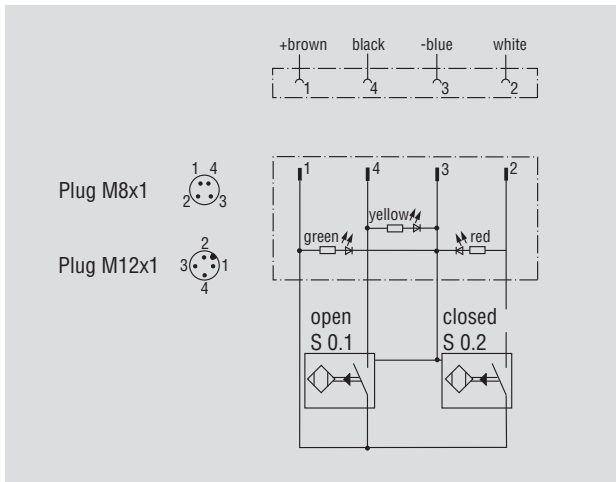 +brown black -blue white
1 4 3 2
1 4 3 2
Plug M8x1
1 4
2 3
yellow
green red
Plug M12x1
2
3 1
4
open closed
S 0.1 S 0.2